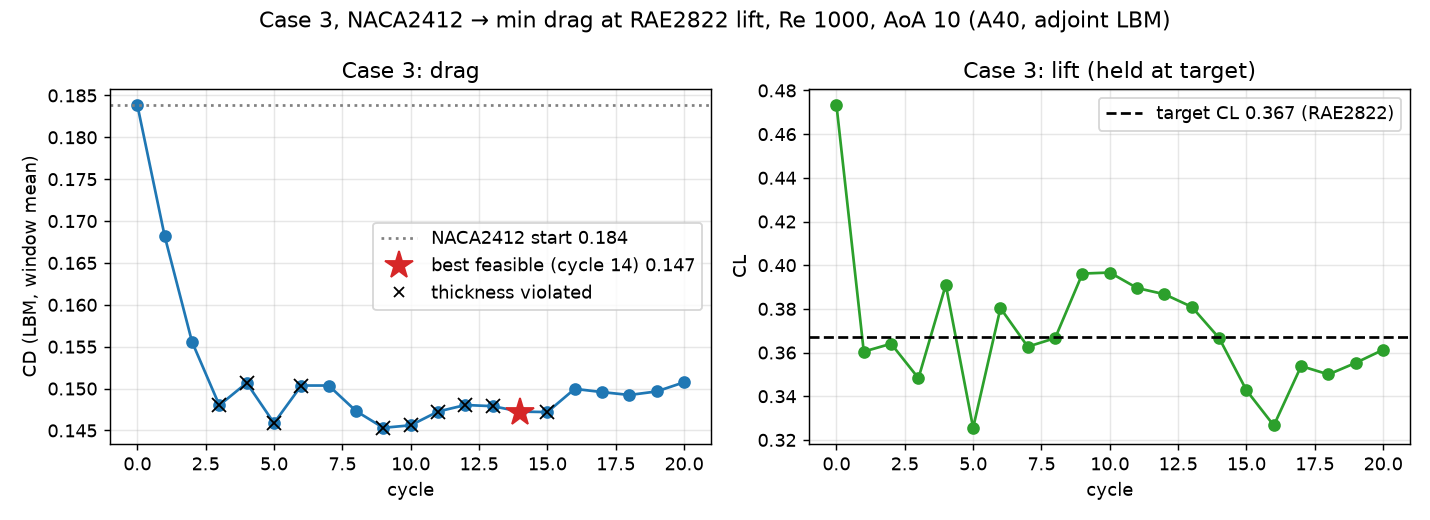 Case 3, NACA2412 → min drag at RAE2822 lift, Re 1000, AoA 10 (A40, adjoint LBM)
Case 3: drag
CD (LBM, window mean)
0.185
0.180
0.175
0.170
0.165
0.160
0.155
0.150
0.145
NACA2412 start 0.184
best feasible (cycle 14) 0.147
thickness violated
0.0 2.5 5.0 7.5 10.0 12.5 15.0 17.5 20.0
cycle
Case 3: lift (held at target)
CL
0.48
0.46
0.44
0.42
0.40
0.38
0.36
0.34
0.32
target CL 0.367 (RAE2822)
0.0 2.5 5.0 7.5 10.0 12.5 15.0 17.5 20.0
cycle